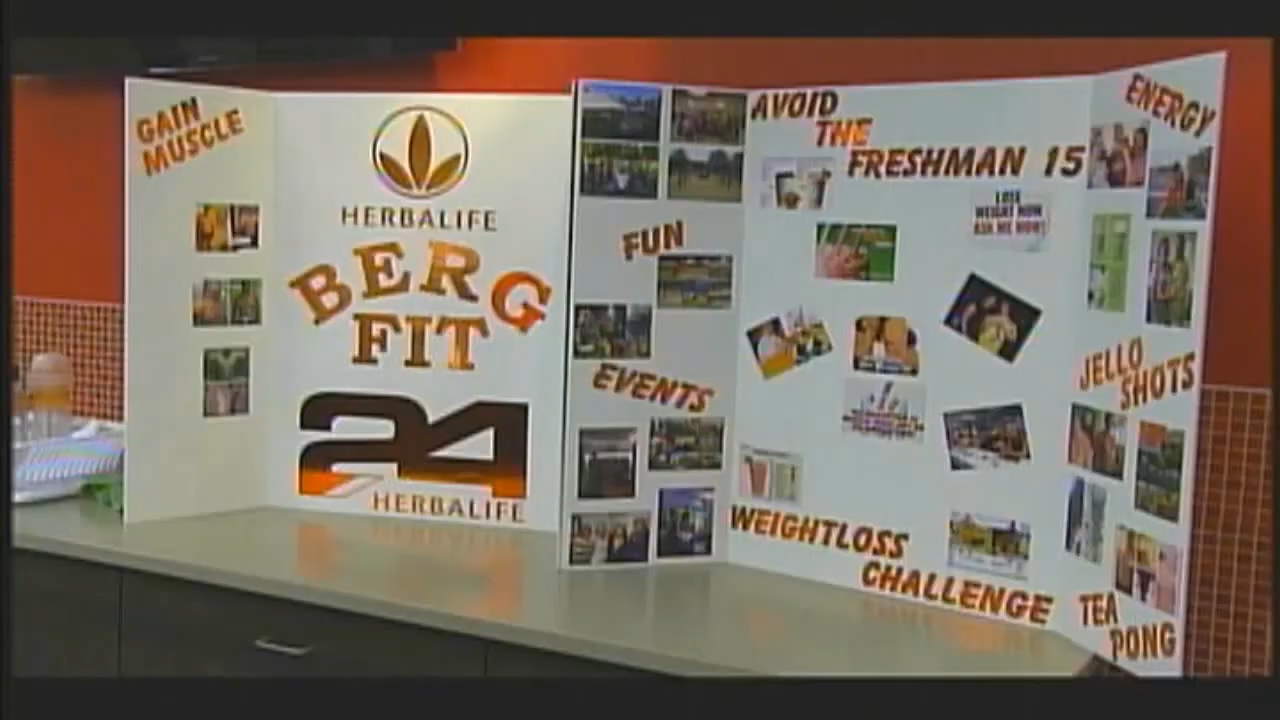 GAIN
MUSCLE
HERBALIFE
BERG
FIT
24
HERBALIFE
FUN
EVENTS
AVOID
THE
FRESHMAN 15
LOSE
WEIGHT NOW
ASK ME HOW!
WEIGHTLOSS
CHALLENGE
ENERGY
JELLO
SHOTS
TEA
PONG